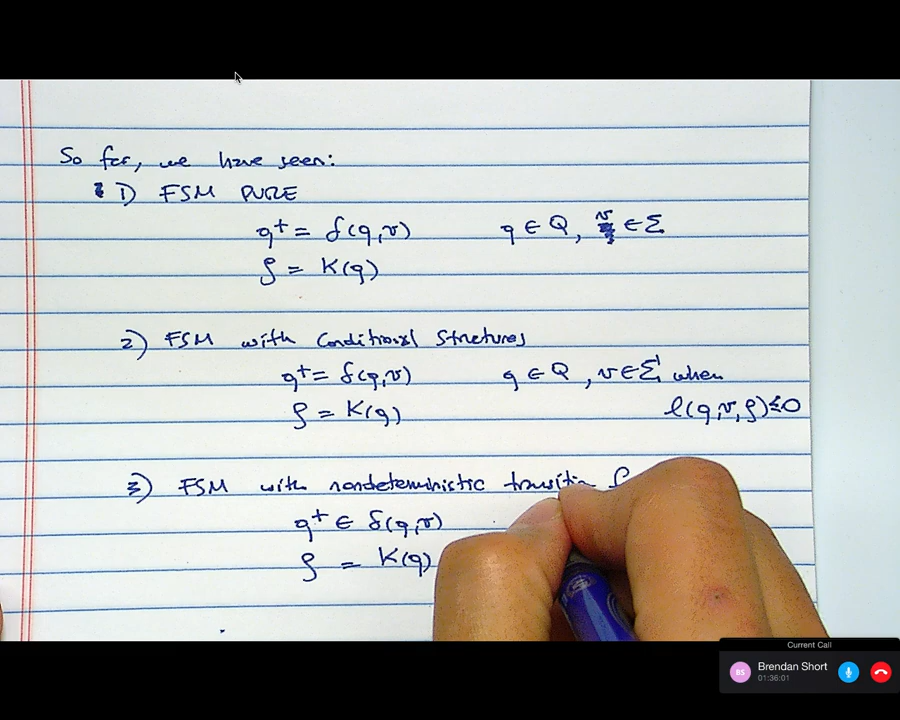 So far, we have seen:
1) FSM PURE
q⁺ = δ(q,v) q ∈ Q, v ∈ Σ
ζ = K(q)
2) FSM with Conditional Structures
q⁺ = δ(q,v) q ∈ Q, v ∈ Σ when
ζ = K(q) ℓ(q,v,ζ) ≤ 0
3) FSM with nondeterministic transition
q⁺ ∈ δ(q,v)
ζ = K(q)
Current Call
BS Brendan Short
01:36:01